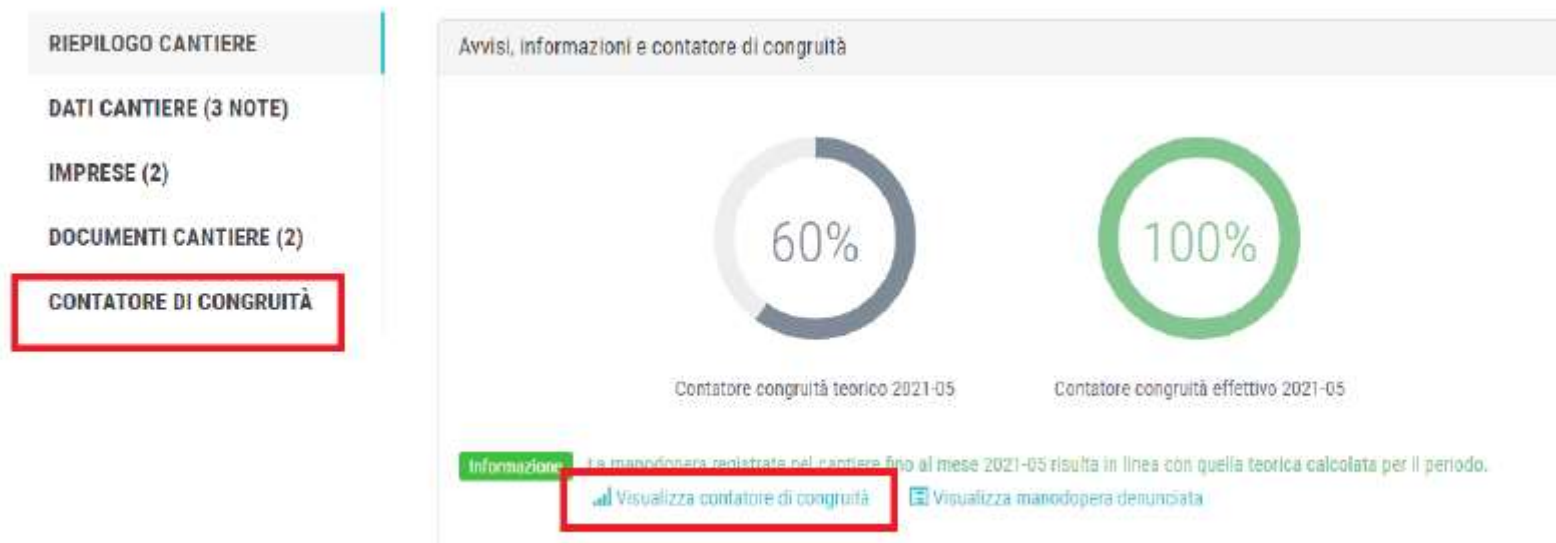 RIEPILOGO CANTIERE
DATI CANTIERE (3 NOTE)
IMPRESE (2)
DOCUMENTI CANTIERE (2)
CONTATORE DI CONGRUITÀ
Avvisi, informazioni e contatore di congruità
60%
100%
Contatore congruità teorico 2021-05
Contatore congruità effettivo 2021-05
Informazione La manodopera registrata nel cantiere fino al mese 2021-05 risulta in linea con quella teorica calcolata per il periodo.
Visualizza contatore di congruità Visualizza manodopera denunciata